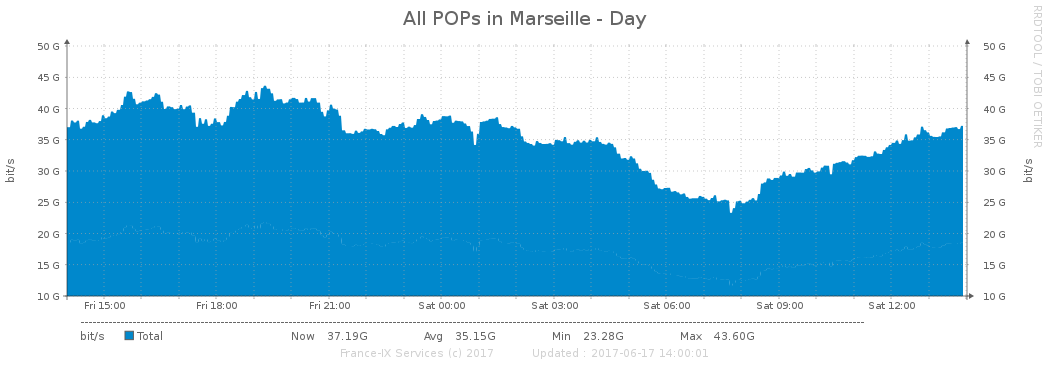 All POPs in Marseille - Day
RRDTOOL / TOBI OETIKER
50 G 50 G
45 G 45 G
40 G 40 G
35 G 35 G
30 G 30 G
25 G 25 G
20 G 20 G
15 G 15 G
10 G 10 G
bit/s bit/s
Fri 15:00 Fri 18:00 Fri 21:00 Sat 00:00 Sat 03:00 Sat 06:00 Sat 09:00 Sat 12:00
bit/s Total Now 37.19G Avg 35.15G Min 23.28G Max 43.60G
France-IX Services (c) 2017 Updated : 2017-06-17 14:00:01